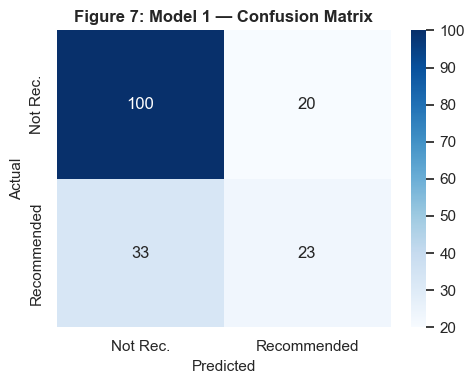 Figure 7: Model 1 — Confusion Matrix
Actual
Not Rec.
Recommended
100
20
33
23
Not Rec.
Recommended
Predicted
100
90
80
70
60
50
40
30
20